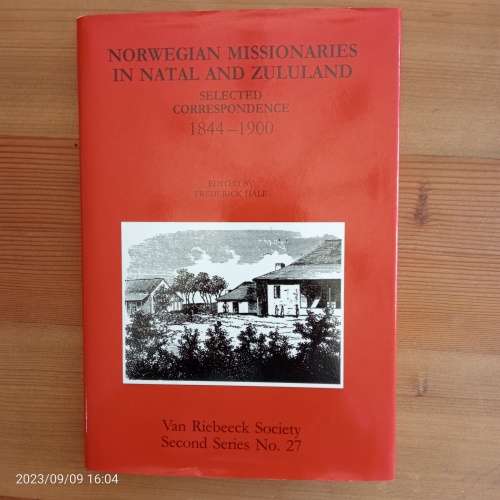 NORWEGIAN MISSIONARIES
IN NATAL AND ZULULAND
SELECTED
CORRESPONDENCE
1844–1900
EDITED BY
FREDERICK HALE
Van Riebeeck Society
Second Series No. 27
2023/09/09 16:04